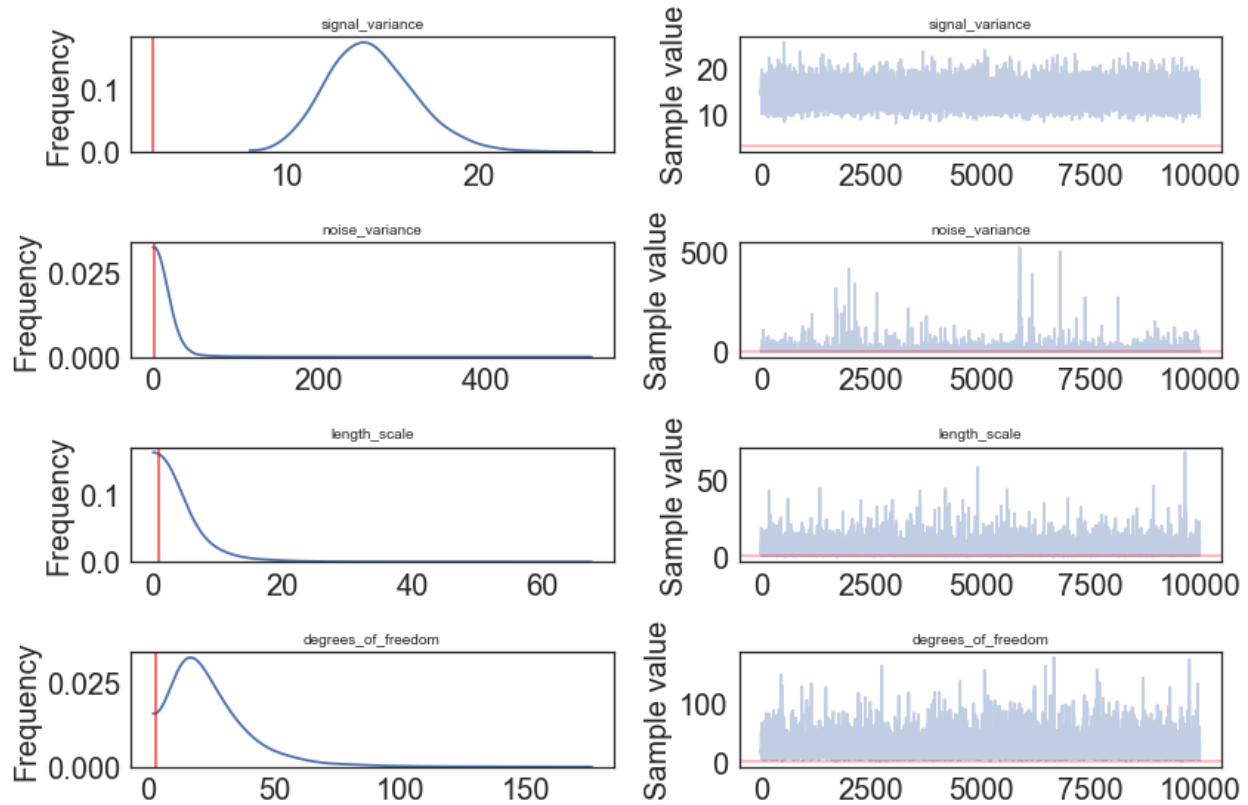 signal_variance
Frequency
0.1
0.0
10 20
signal_variance
Sample value
20
10
0 2500 5000 7500 10000
noise_variance
Frequency
0.025
0.000
0 200 400
noise_variance
Sample value
500
0
0 2500 5000 7500 10000
length_scale
Frequency
0.1
0.0
0 20 40 60
length_scale
Sample value
50
0
0 2500 5000 7500 10000
degrees_of_freedom
Frequency
0.025
0.000
0 50 100 150
degrees_of_freedom
Sample value
100
0
0 2500 5000 7500 10000